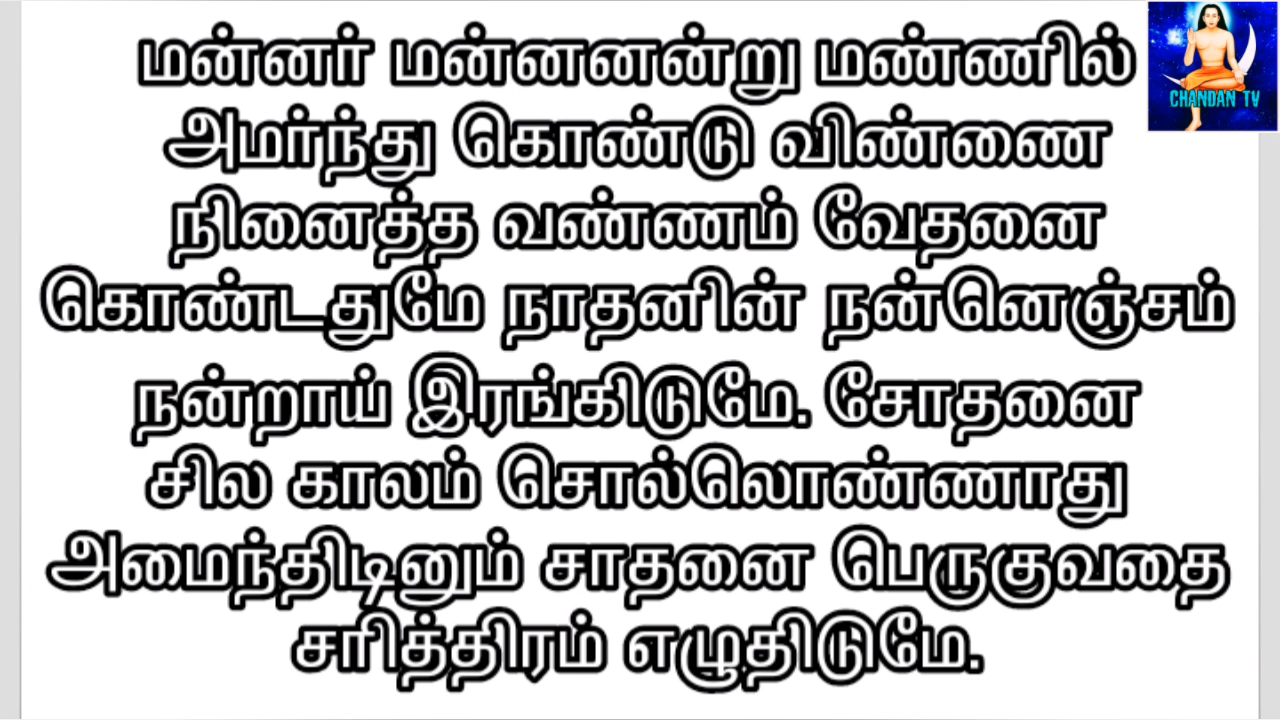 மன்னர் மன்னனன்று மண்ணில்
அமர்ந்து கொண்டு விண்ணை
நினைத்த வண்ணம் வேதனை
கொண்டதுமே நாதனின் நன்னெஞ்சம்
நன்றாய் இரங்கிடுமே. சோதனை
சில காலம் சொல்லொண்ணாது
அமைந்திடினும் சாதனை பெருகுவதை
சரித்திரம் எழுதிடுமே.
CHANDAN TV